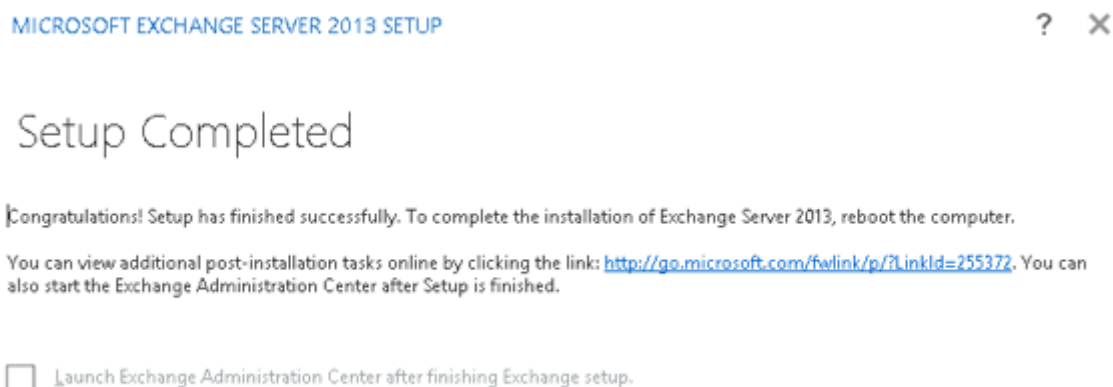 MICROSOFT EXCHANGE SERVER 2013 SETUP
? ×
Setup Completed
Congratulations! Setup has finished successfully. To complete the installation of Exchange Server 2013, reboot the computer.
You can view additional post-installation tasks online by clicking the link: http://go.microsoft.com/fwlink/p/?LinkId=255372. You can
also start the Exchange Administration Center after Setup is finished.
Launch Exchange Administration Center after finishing Exchange setup.